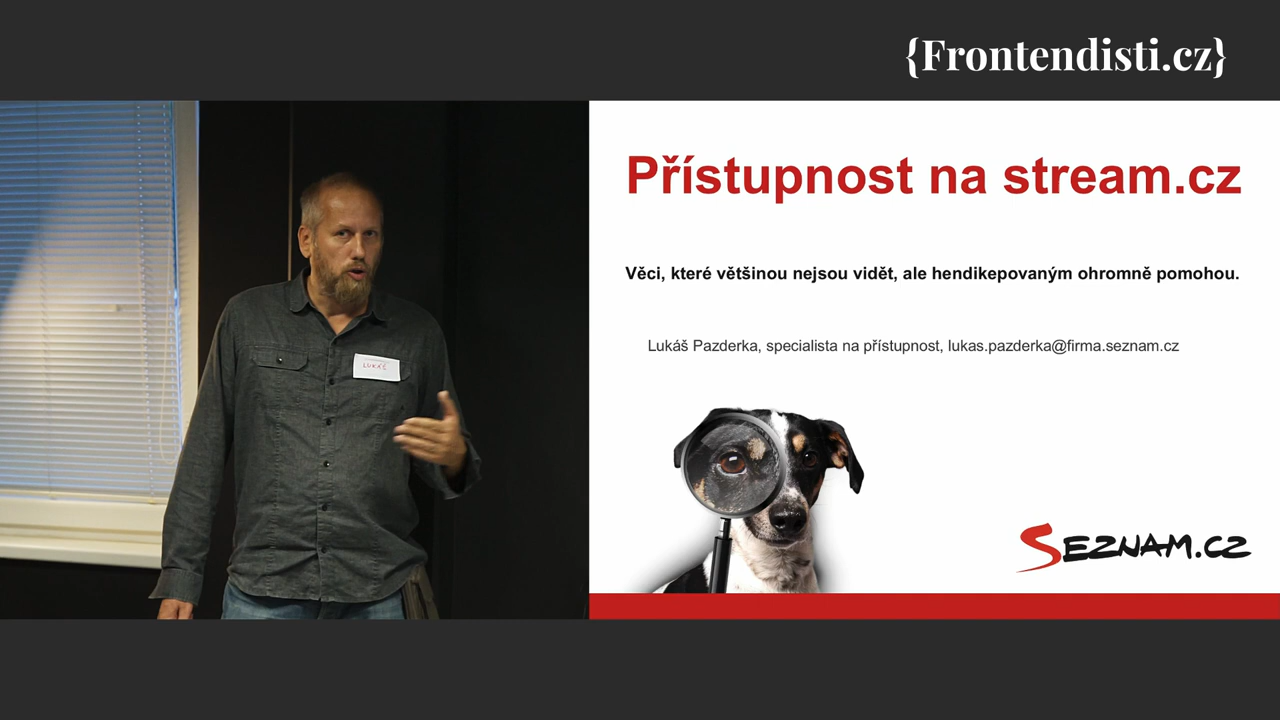 {Frontendisti.cz}
Přístupnost na stream.cz
Věci, které většinou nejsou vidět, ale hendikepovaným ohromně pomohou.
Lukáš Pazderka, specialista na přístupnost, lukas.pazderka@firma.seznam.cz
LUKÁŠ
SEZNAM.CZ